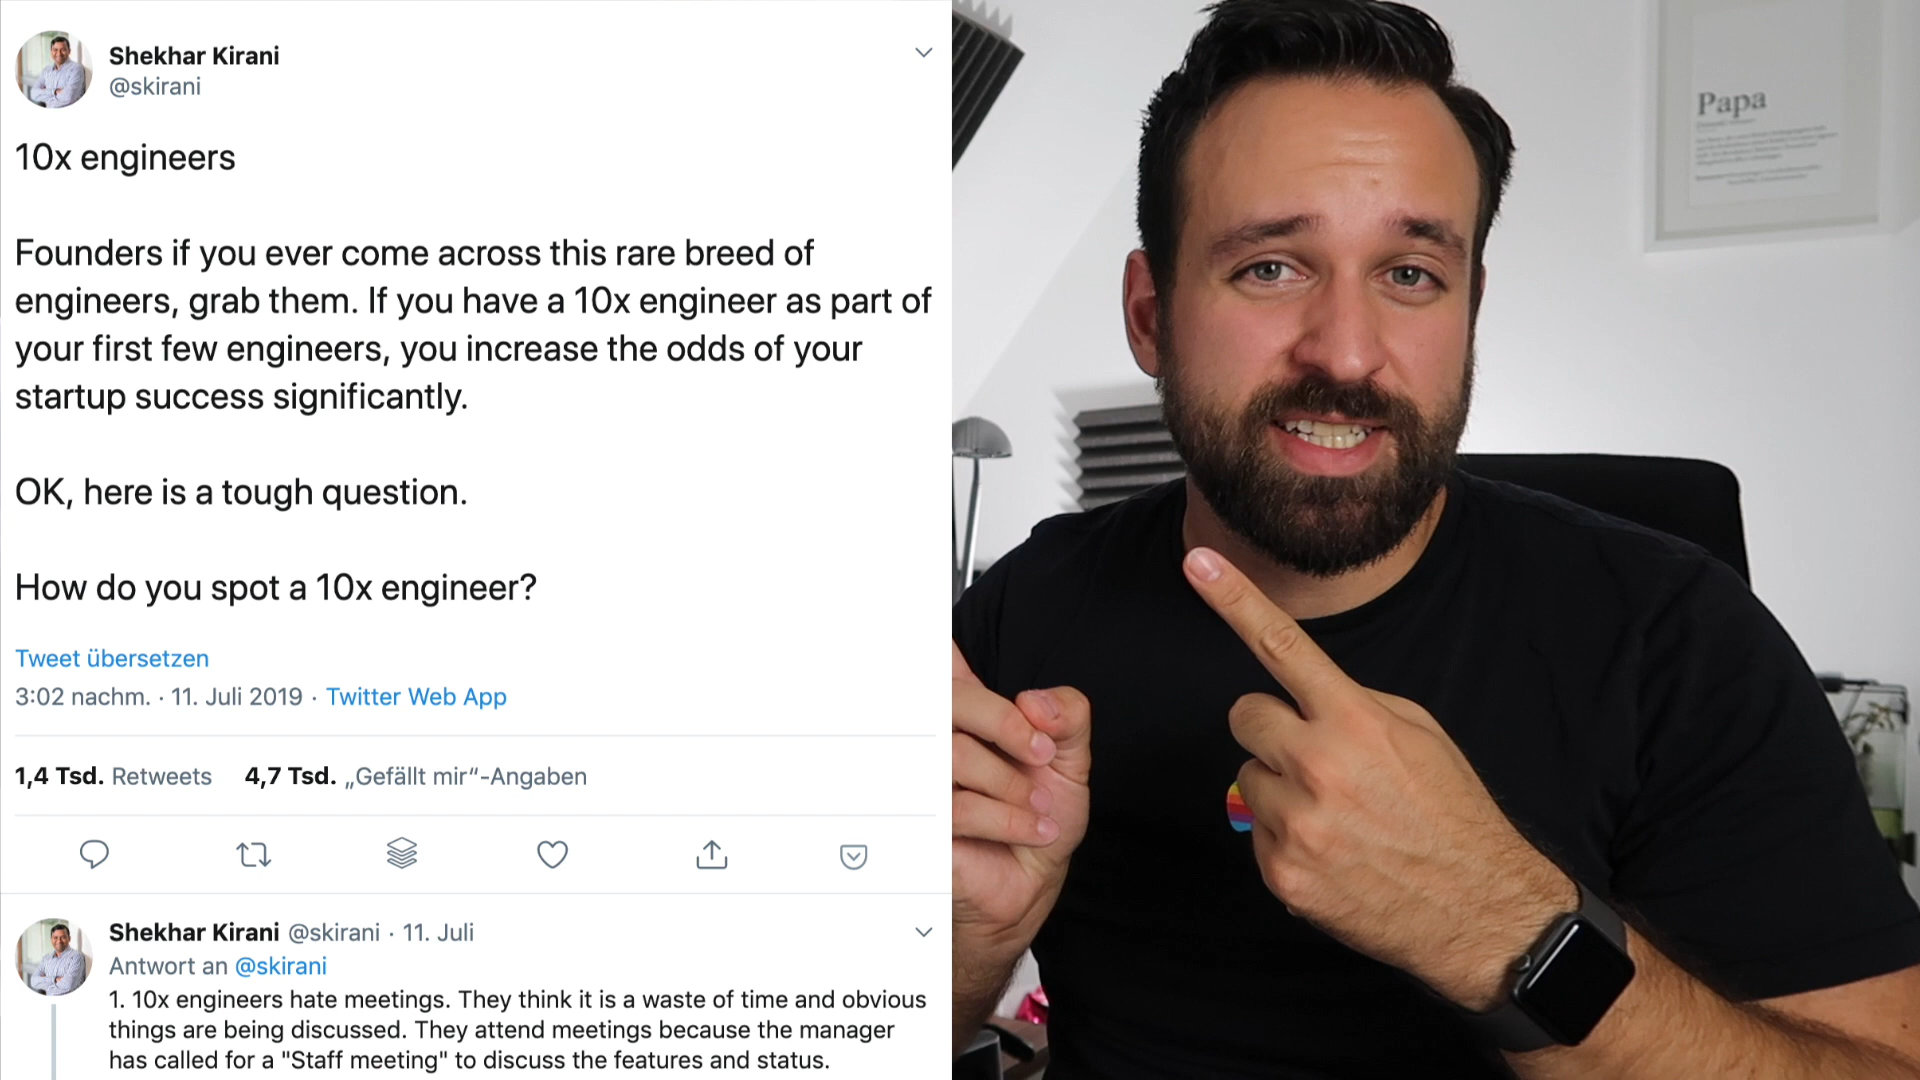 Shekhar Kirani
@skirani
10x engineers
Founders if you ever come across this rare breed of
engineers, grab them. If you have a 10x engineer as part of
your first few engineers, you increase the odds of your
startup success significantly.
OK, here is a tough question.
How do you spot a 10x engineer?
Tweet übersetzen
3:02 nachm. · 11. Juli 2019 · Twitter Web App
1,4 Tsd. Retweets 4,7 Tsd. „Gefällt mir“-Angaben
Shekhar Kirani @skirani · 11. Juli
Antwort an @skirani
1. 10x engineers hate meetings. They think it is a waste of time and obvious
things are being discussed. They attend meetings because the manager
has called for a "Staff meeting" to discuss the features and status.
Papa